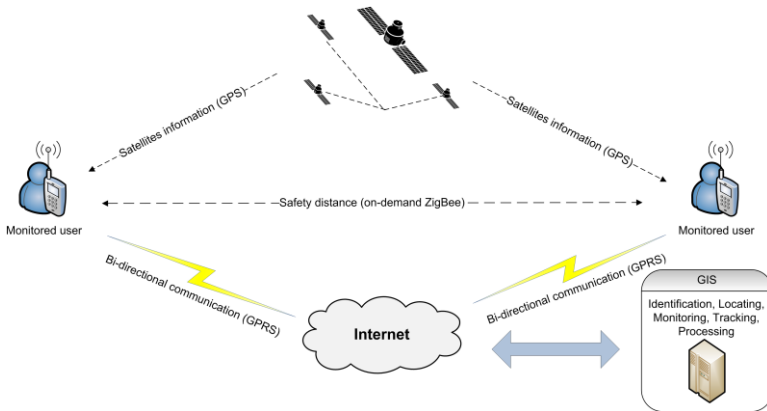 Satellites information (GPS)
Satellites information (GPS)
Monitored user
Safety distance (on-demand ZigBee)
Monitored user
Bi-directional communication (GPRS)
Bi-directional communication (GPRS)
Internet
GIS
Identification, Locating,
Monitoring, Tracking,
Processing